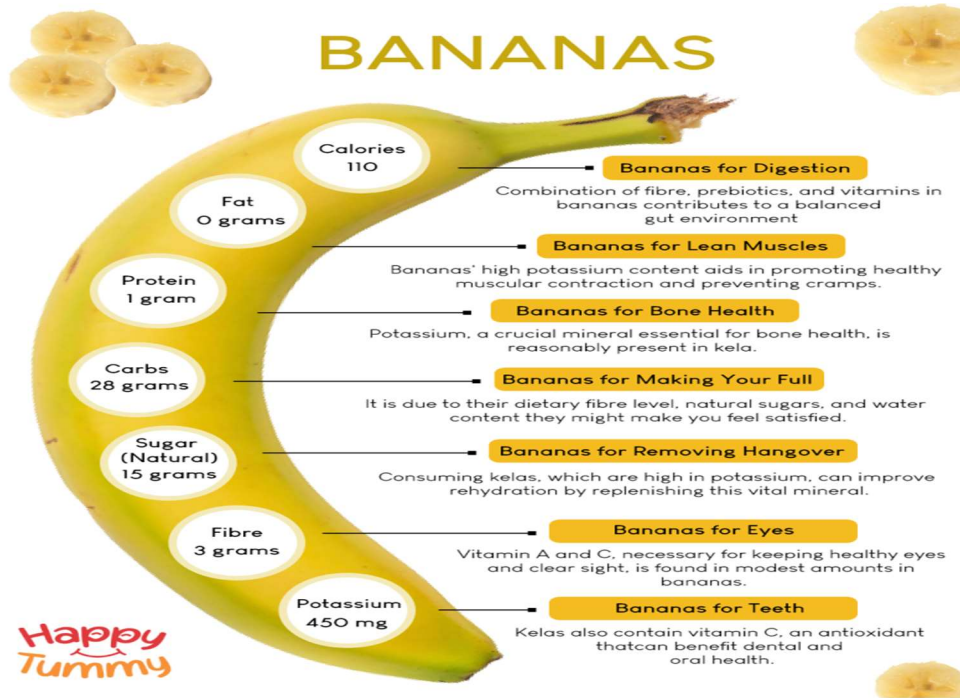 BANANAS
Calories
110
Fat
0 grams
Protein
1 gram
Carbs
28 grams
Sugar
(Natural)
15 grams
Fibre
3 grams
Potassium
450 mg
Bananas for Digestion
Combination of fibre, prebiotics, and vitamins in
bananas contributes to a balanced
gut environment
Bananas for Lean Muscles
Bananas' high potassium content aids in promoting healthy
muscular contraction and preventing cramps.
Bananas for Bone Health
Potassium, a crucial mineral essential for bone health, is
reasonably present in kela.
Bananas for Making Your Full
It is due to their dietary fibre level, natural sugars, and water
content they might make you feel satisfied.
Bananas for Removing Hangover
Consuming kelas, which are high in potassium, can improve
rehydration by replenishing this vital mineral.
Bananas for Eyes
Vitamin A and C, necessary for keeping healthy eyes
and clear sight, is found in modest amounts in
bananas.
Bananas for Teeth
Kelas also contain vitamin C, an antioxidant
thatcan benefit dental and
oral health.
Happy
Tummy